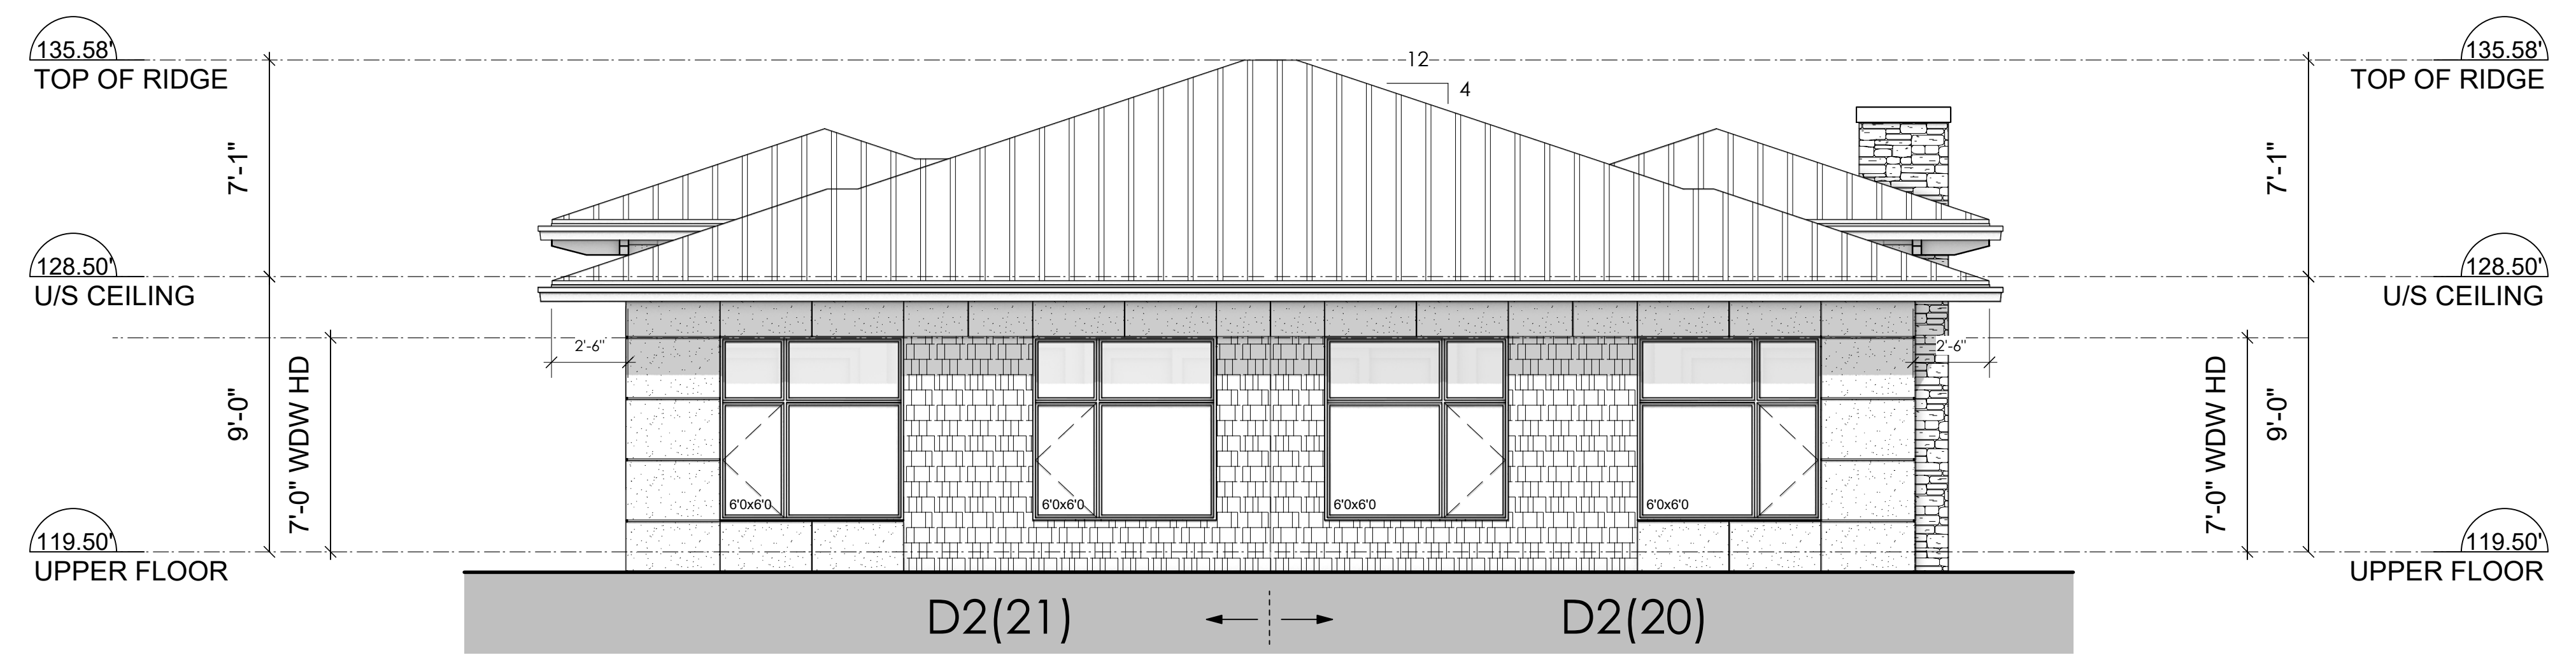 135.58'
TOP OF RIDGE
12
4
135.58'
TOP OF RIDGE
7'-1"
7'-1"
128.50'
U/S CEILING
128.50'
U/S CEILING
2'-6"
2'-6"
9'-0"
7'-0" WDW HD
7'-0" WDW HD
9'-0"
6'0x6'0
6'0x6'0
6'0x6'0
6'0x6'0
119.50'
UPPER FLOOR
119.50'
UPPER FLOOR
D2(21)
D2(20)